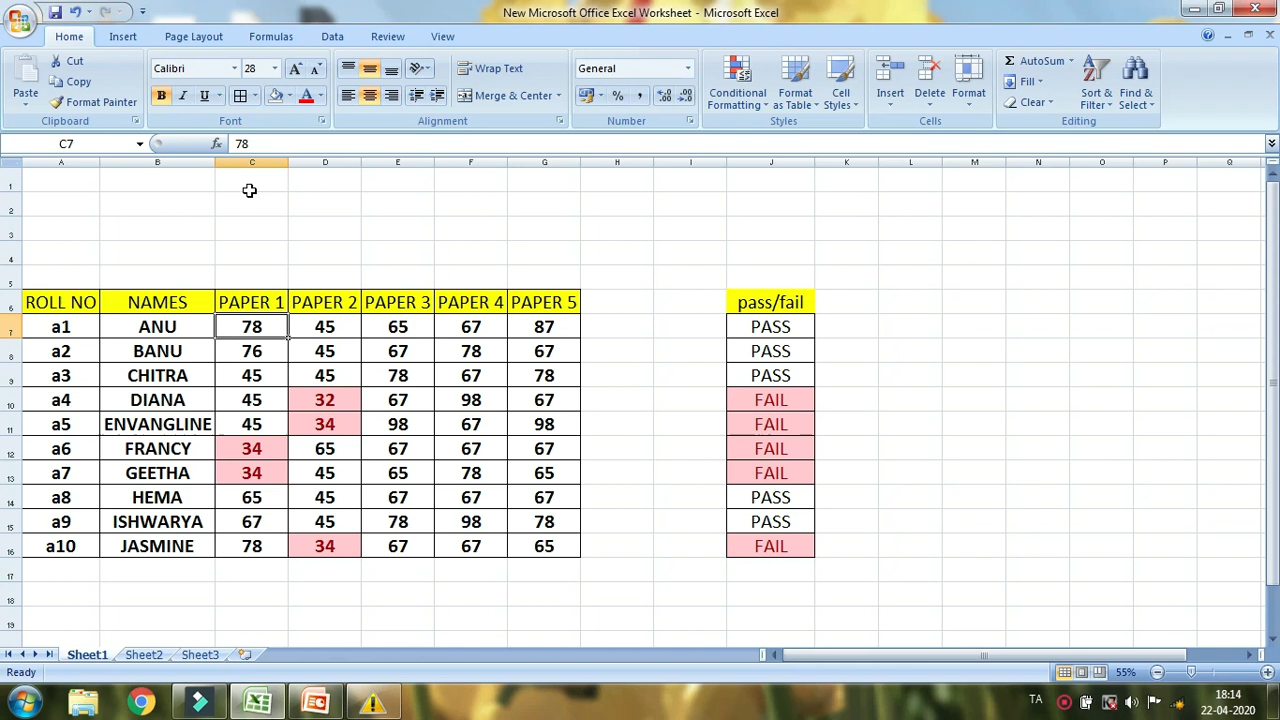 New Microsoft Office Excel Worksheet - Microsoft Excel
Home Insert Page Layout Formulas Data Review View
Paste Cut Copy Format Painter Clipboard
Calibri 28 A A B I U A Font
Wrap Text Merge & Center Alignment
General % , Number
Conditional Formatting Format as Table Cell Styles Styles
Insert Delete Format Cells
Σ AutoSum Fill Clear Sort & Filter Find & Select Editing
C7 fx 78
A B C D E F G H I J K L M N O P Q
1
2
3
4
5
6 ROLL NO NAMES PAPER 1 PAPER 2 PAPER 3 PAPER 4 PAPER 5 pass/fail
7 a1 ANU 78 45 65 67 87 PASS
8 a2 BANU 76 45 67 78 67 PASS
9 a3 CHITRA 45 45 78 67 78 PASS
10 a4 DIANA 45 32 67 98 67 FAIL
11 a5 ENVANGLINE 45 34 98 67 98 FAIL
12 a6 FRANCY 34 65 67 67 67 FAIL
13 a7 GEETHA 34 45 65 78 65 FAIL
14 a8 HEMA 65 45 67 67 67 PASS
15 a9 ISHWARYA 67 45 78 98 78 PASS
16 a10 JASMINE 78 34 67 67 65 FAIL
17
18
19
Sheet1 Sheet2 Sheet3
Ready 55%
TA 18:14
22-04-2020